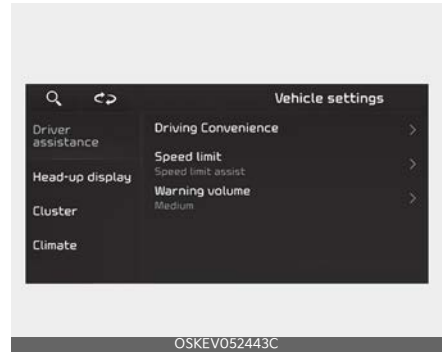 Vehicle settings
Driver
assistance
Head-up display
Cluster
Climate
Driving Convenience
Speed limit
Speed limit assist
Warning volume
Medium
OSKEV052443C